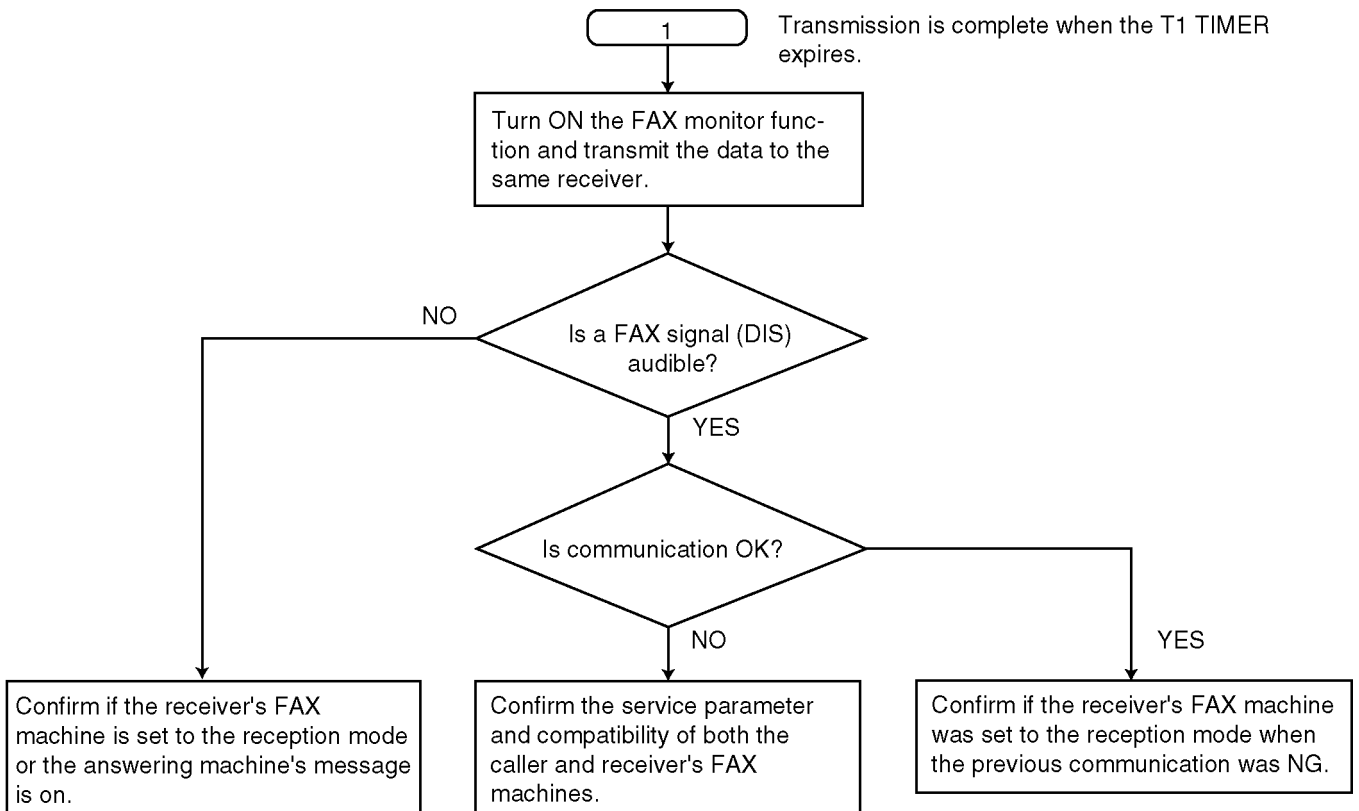 1
Transmission is complete when the T1 TIMER
expires.
Turn ON the FAX monitor func-
tion and transmit the data to the
same receiver.
NO
Is a FAX signal (DIS)
audible?
YES
Is communication OK?
NO
YES
Confirm if the receiver's FAX
machine is set to the reception mode
or the answering machine's message
is on.
Confirm the service parameter
and compatibility of both the
caller and receiver's FAX
machines.
Confirm if the receiver's FAX machine
was set to the reception mode when
the previous communication was NG.